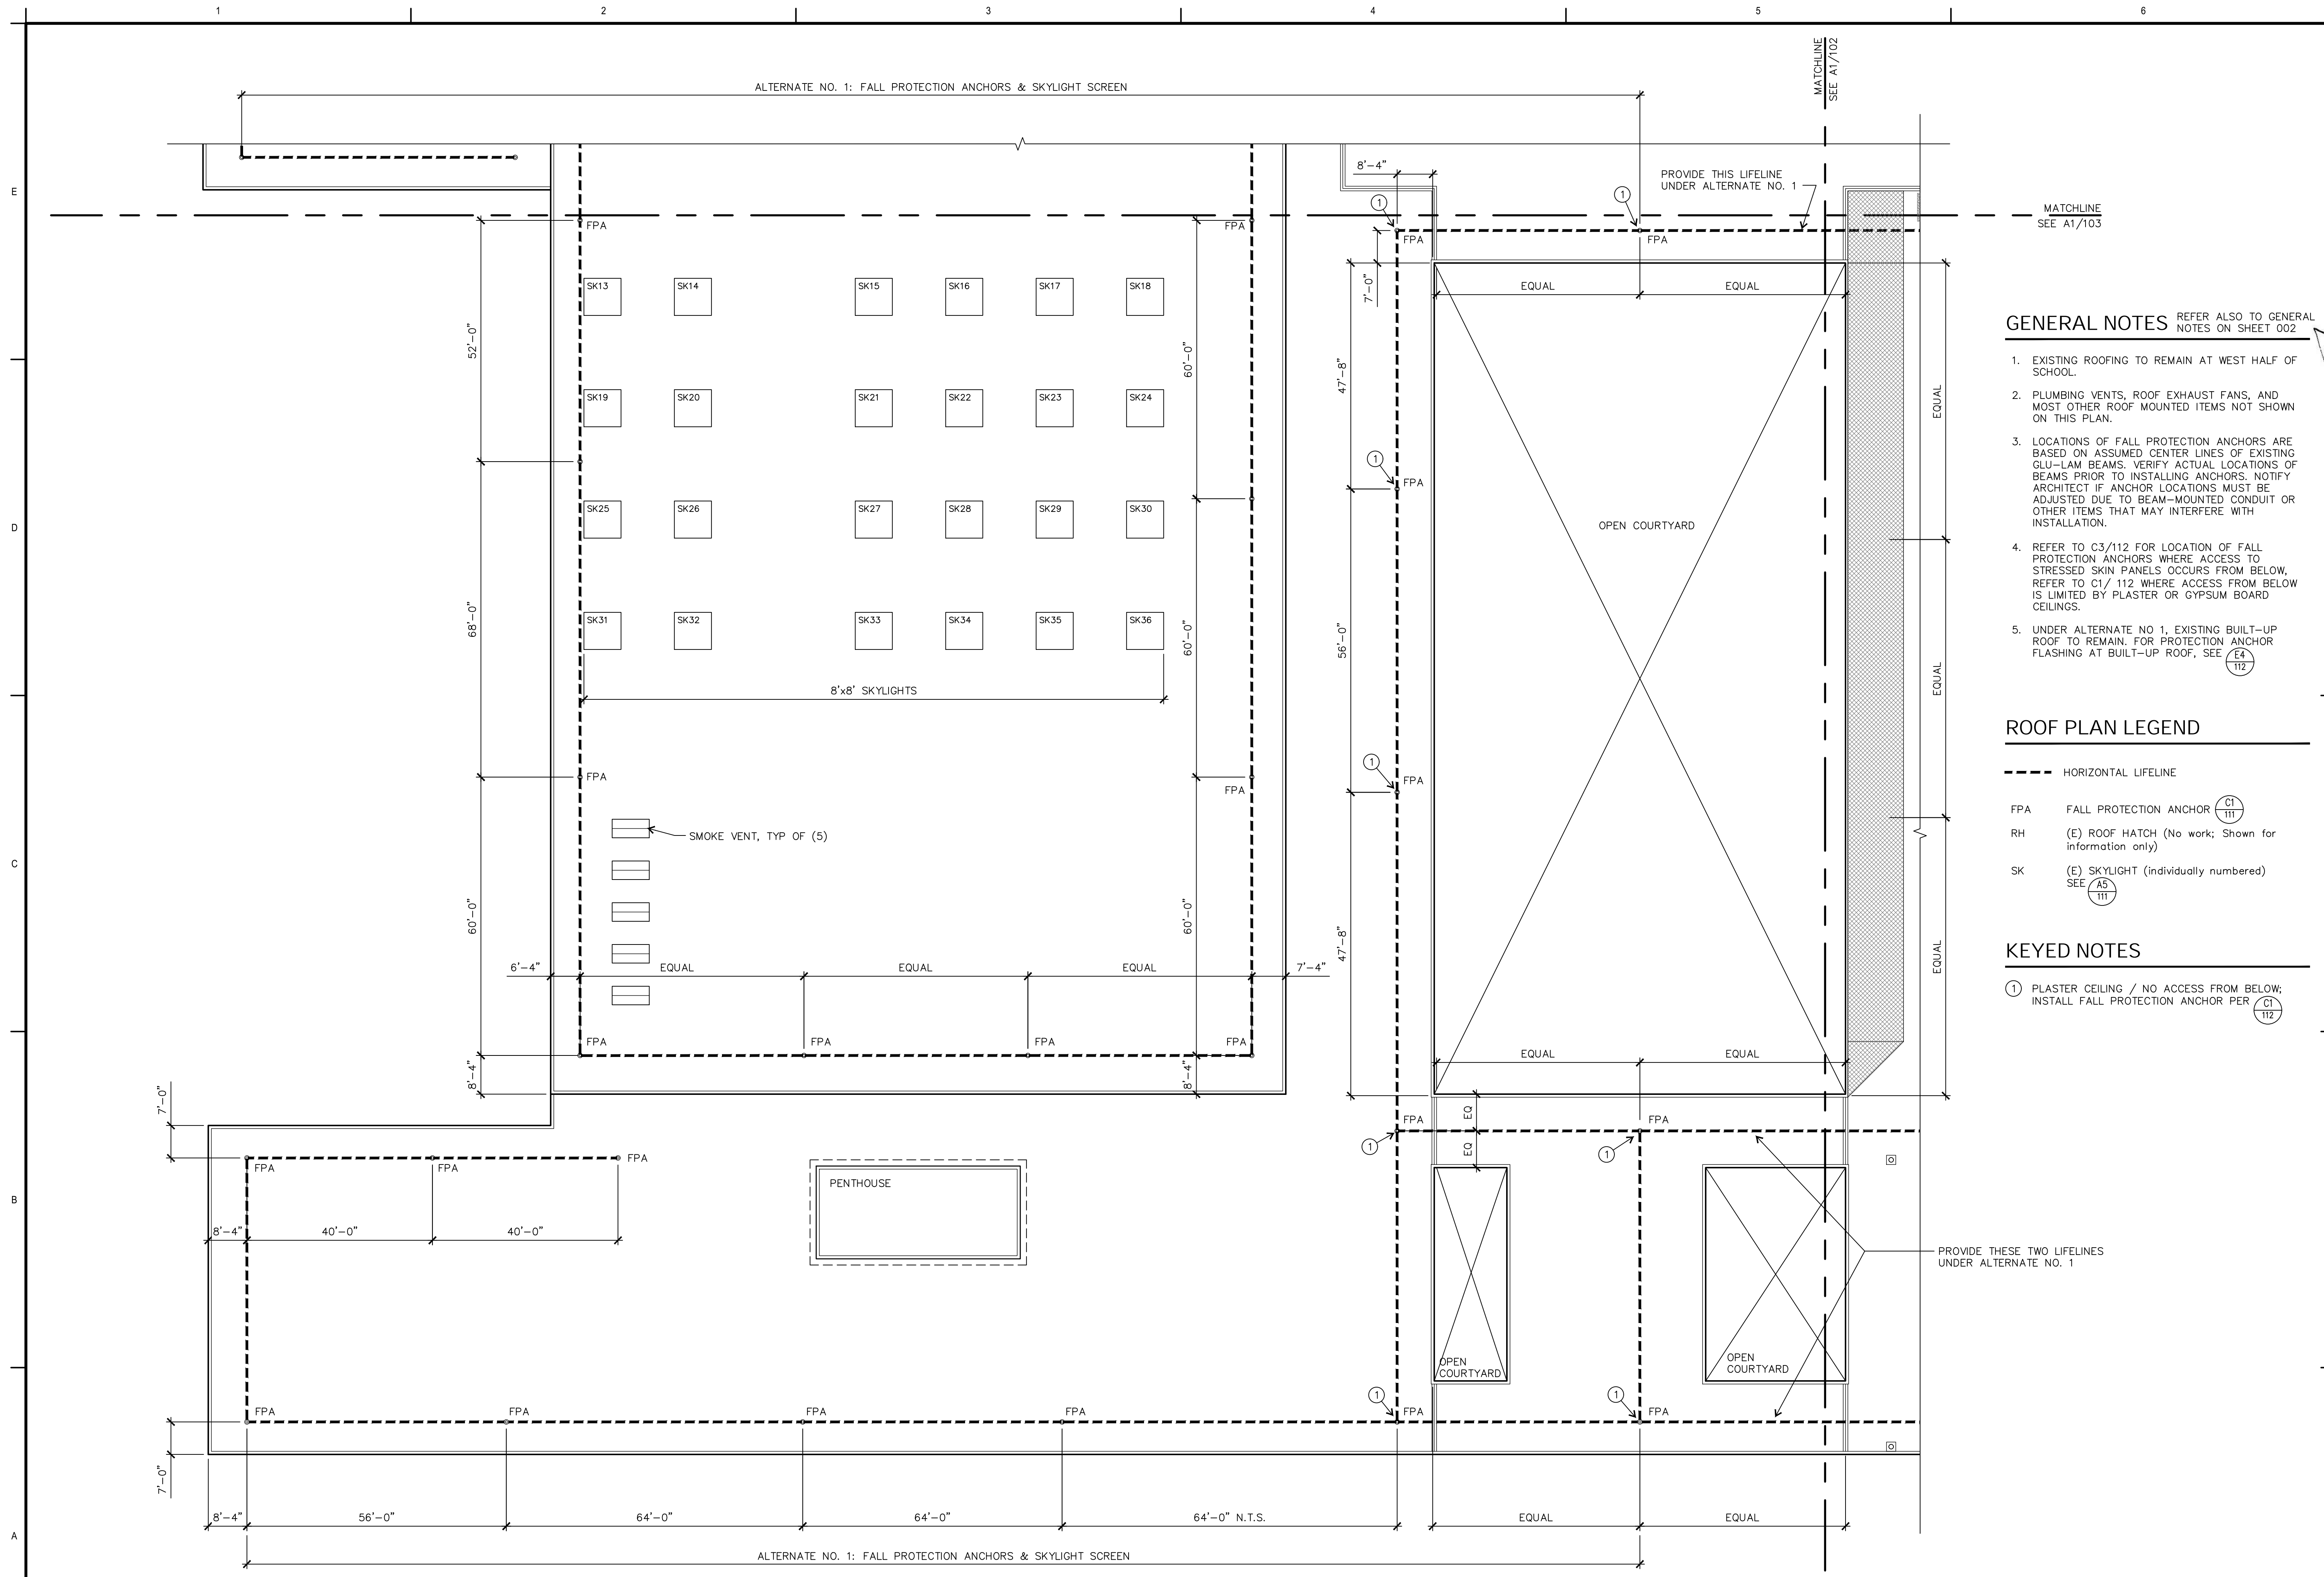 1
2
3
4
5
6
MATCHLINE
SEE A1/102
ALTERNATE NO. 1: FALL PROTECTION ANCHORS & SKYLIGHT SCREEN
E
8'-4"
PROVIDE THIS LIFELINE
UNDER ALTERNATE NO. 1
1
1
MATCHLINE
SEE A1/103
FPA
FPA
FPA
FPA
SK13
SK14
SK15
SK16
SK17
SK18
7'-0"
EQUAL
EQUAL
52'-0"
60'-0"
47'-8"
EQUAL
SK19
SK20
SK21
SK22
SK23
SK24
1
FPA
SK25
SK26
SK27
SK28
SK29
SK30
D
OPEN COURTYARD
68'-0"
60'-0"
56'-0"
SK31
SK32
SK33
SK34
SK35
SK36
EQUAL
8'x8' SKYLIGHTS
1
FPA
FPA
FPA
SMOKE VENT, TYP OF (5)
C
60'-0"
60'-0"
47'-8"
EQUAL
6'-4"
EQUAL
EQUAL
EQUAL
7'-4"
FPA
FPA
FPA
FPA
EQUAL
EQUAL
8'-4"
8'-4"
7'-0"
EQ
EQ
FPA
FPA
1
1
FPA
FPA
FPA
B
PENTHOUSE
8'-4"
40'-0"
40'-0"
PROVIDE THESE TWO LIFELINES
UNDER ALTERNATE NO. 1
OPEN
COURTYARD
OPEN
COURTYARD
1
1
FPA
FPA
FPA
FPA
FPA
FPA
7'-0"
A
8'-4"
56'-0"
64'-0"
64'-0"
64'-0" N.T.S.
EQUAL
EQUAL
ALTERNATE NO. 1: FALL PROTECTION ANCHORS & SKYLIGHT SCREEN
GENERAL NOTES
REFER ALSO TO GENERAL
NOTES ON SHEET 002
1. EXISTING ROOFING TO REMAIN AT WEST HALF OF
SCHOOL.
2. PLUMBING VENTS, ROOF EXHAUST FANS, AND
MOST OTHER ROOF MOUNTED ITEMS NOT SHOWN
ON THIS PLAN.
3. LOCATIONS OF FALL PROTECTION ANCHORS ARE
BASED ON ASSUMED CENTER LINES OF EXISTING
GLU-LAM BEAMS. VERIFY ACTUAL LOCATIONS OF
BEAMS PRIOR TO INSTALLING ANCHORS. NOTIFY
ARCHITECT IF ANCHOR LOCATIONS MUST BE
ADJUSTED DUE TO BEAM-MOUNTED CONDUIT OR
OTHER ITEMS THAT MAY INTERFERE WITH
INSTALLATION.
4. REFER TO C3/112 FOR LOCATION OF FALL
PROTECTION ANCHORS WHERE ACCESS TO
STRESSED SKIN PANELS OCCURS FROM BELOW,
REFER TO C1/ 112 WHERE ACCESS FROM BELOW
IS LIMITED BY PLASTER OR GYPSUM BOARD
CEILINGS.
5. UNDER ALTERNATE NO 1, EXISTING BUILT-UP
ROOF TO REMAIN. FOR PROTECTION ANCHOR
FLASHING AT BUILT-UP ROOF, SEE E4
112
ROOF PLAN LEGEND
HORIZONTAL LIFELINE
FPA FALL PROTECTION ANCHOR C1
111
RH (E) ROOF HATCH (No work; Shown for
information only)
SK (E) SKYLIGHT (individually numbered)
SEE A5
111
KEYED NOTES
1 PLASTER CEILING / NO ACCESS FROM BELOW;
INSTALL FALL PROTECTION ANCHOR PER C1
112